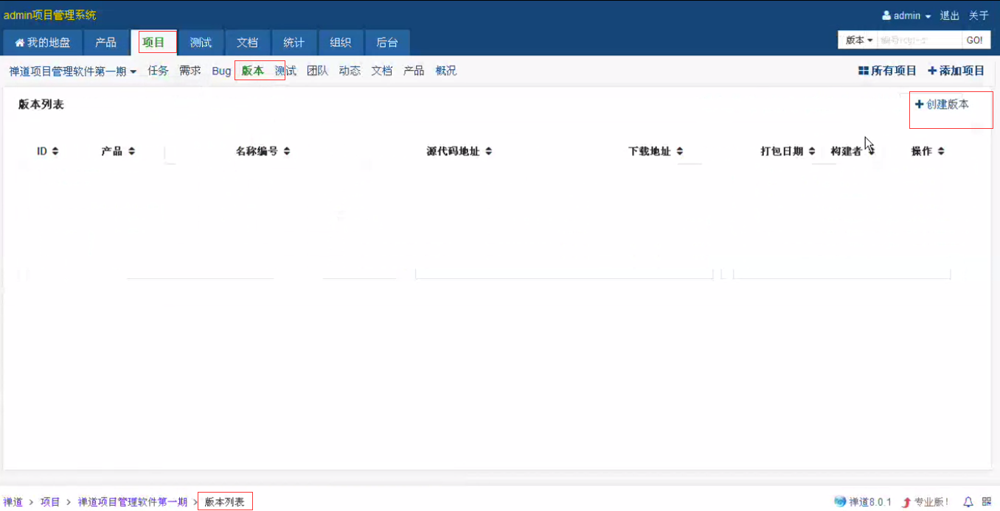 admin项目管理系统 admin 退出 关于
我的地盘 产品 项目 测试 文档 统计 组织 后台 版本 GO!
禅道项目管理软件第一期 任务 需求 Bug 版本 测试 团队 动态 文档 产品 概况 所有项目 添加项目
版本列表 创建版本
ID 产品 名称编号 源代码地址 下载地址 打包日期 构建者 操作
禅道 > 项目 > 禅道项目管理软件第一期 > 版本列表 禅道8.0.1 专业版!